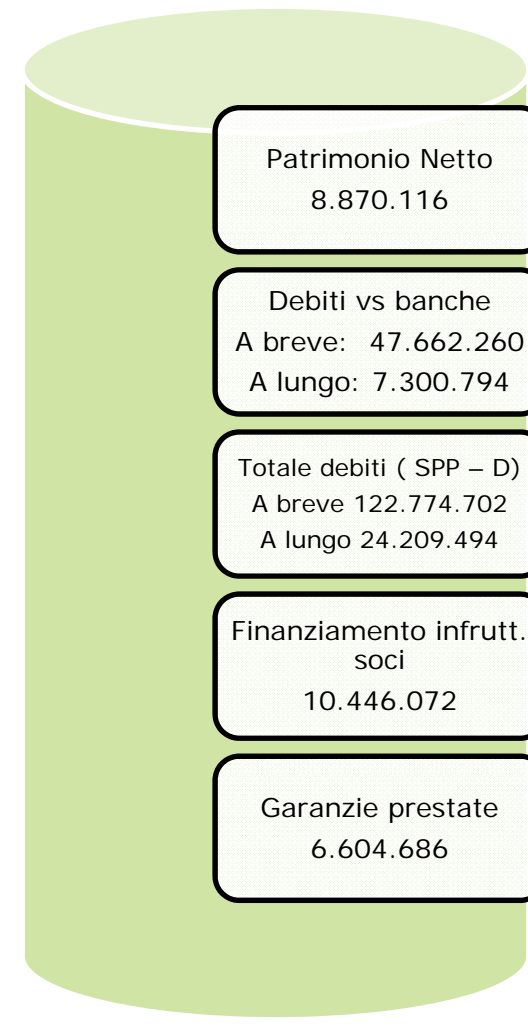 Patrimonio Netto
8.870.116
Debiti vs banche
A breve: 47.662.260
A lungo: 7.300.794
Totale debiti ( SPP – D)
A breve 122.774.702
A lungo 24.209.494
Finanziamento infrutt.
soci
10.446.072
Garanzie prestate
6.604.686